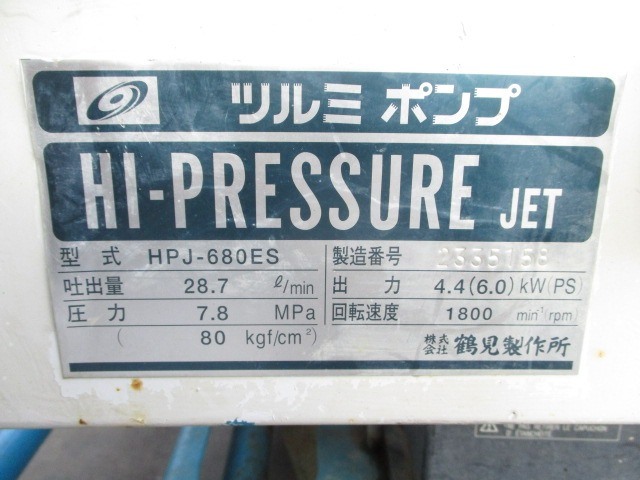 ツルミポンプ
HI-PRESSURE JET
型式 HPJ-680ES 製造番号
吐出量 28.7 ℓ/min 出力 4.4(6.0) kW(PS)
圧力 7.8 MPa 回転速度 1800 min⁻¹(rpm)
( 80 kgf/cm²) 株式会社 鶴見製作所